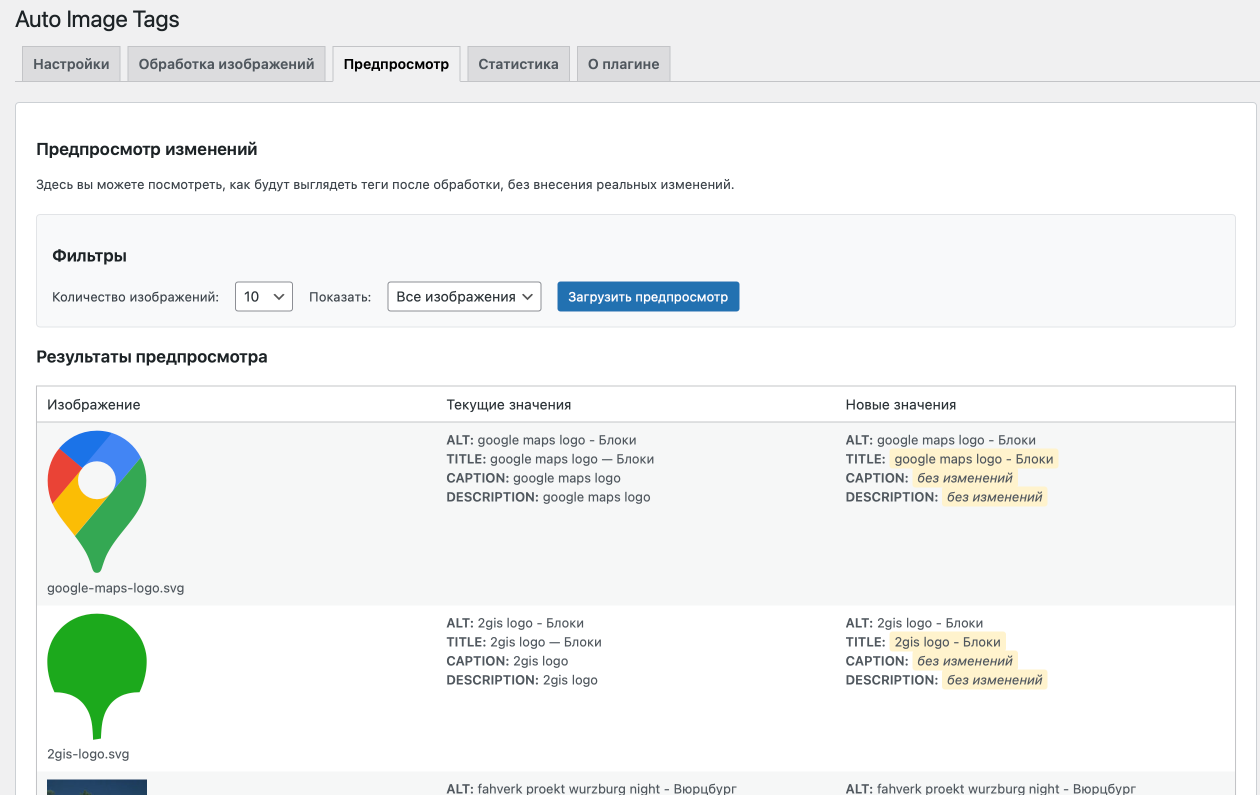 Auto Image Tags
Настройки
Обработка изображений
Предпросмотр
Статистика
О плагине
Предпросмотр изменений
Здесь вы можете посмотреть, как будут выглядеть теги после обработки, без внесения реальных изменений.
Фильтры
Количество изображений: 10 Показать: Все изображения Загрузить предпросмотр
Результаты предпросмотра
Изображение Текущие значения Новые значения
google-maps-logo.svg
ALT: google maps logo - Блоки
TITLE: google maps logo — Блоки
CAPTION: google maps logo
DESCRIPTION: google maps logo
ALT: google maps logo - Блоки
TITLE: google maps logo - Блоки
CAPTION: без изменений
DESCRIPTION: без изменений
2gis-logo.svg
ALT: 2gis logo - Блоки
TITLE: 2gis logo — Блоки
CAPTION: 2gis logo
DESCRIPTION: 2gis logo
ALT: 2gis logo - Блоки
TITLE: 2gis logo - Блоки
CAPTION: без изменений
DESCRIPTION: без изменений
ALT: fahverk proekt wurzburg night - Вюрцбург
ALT: fahverk proekt wurzburg night - Вюрцбург